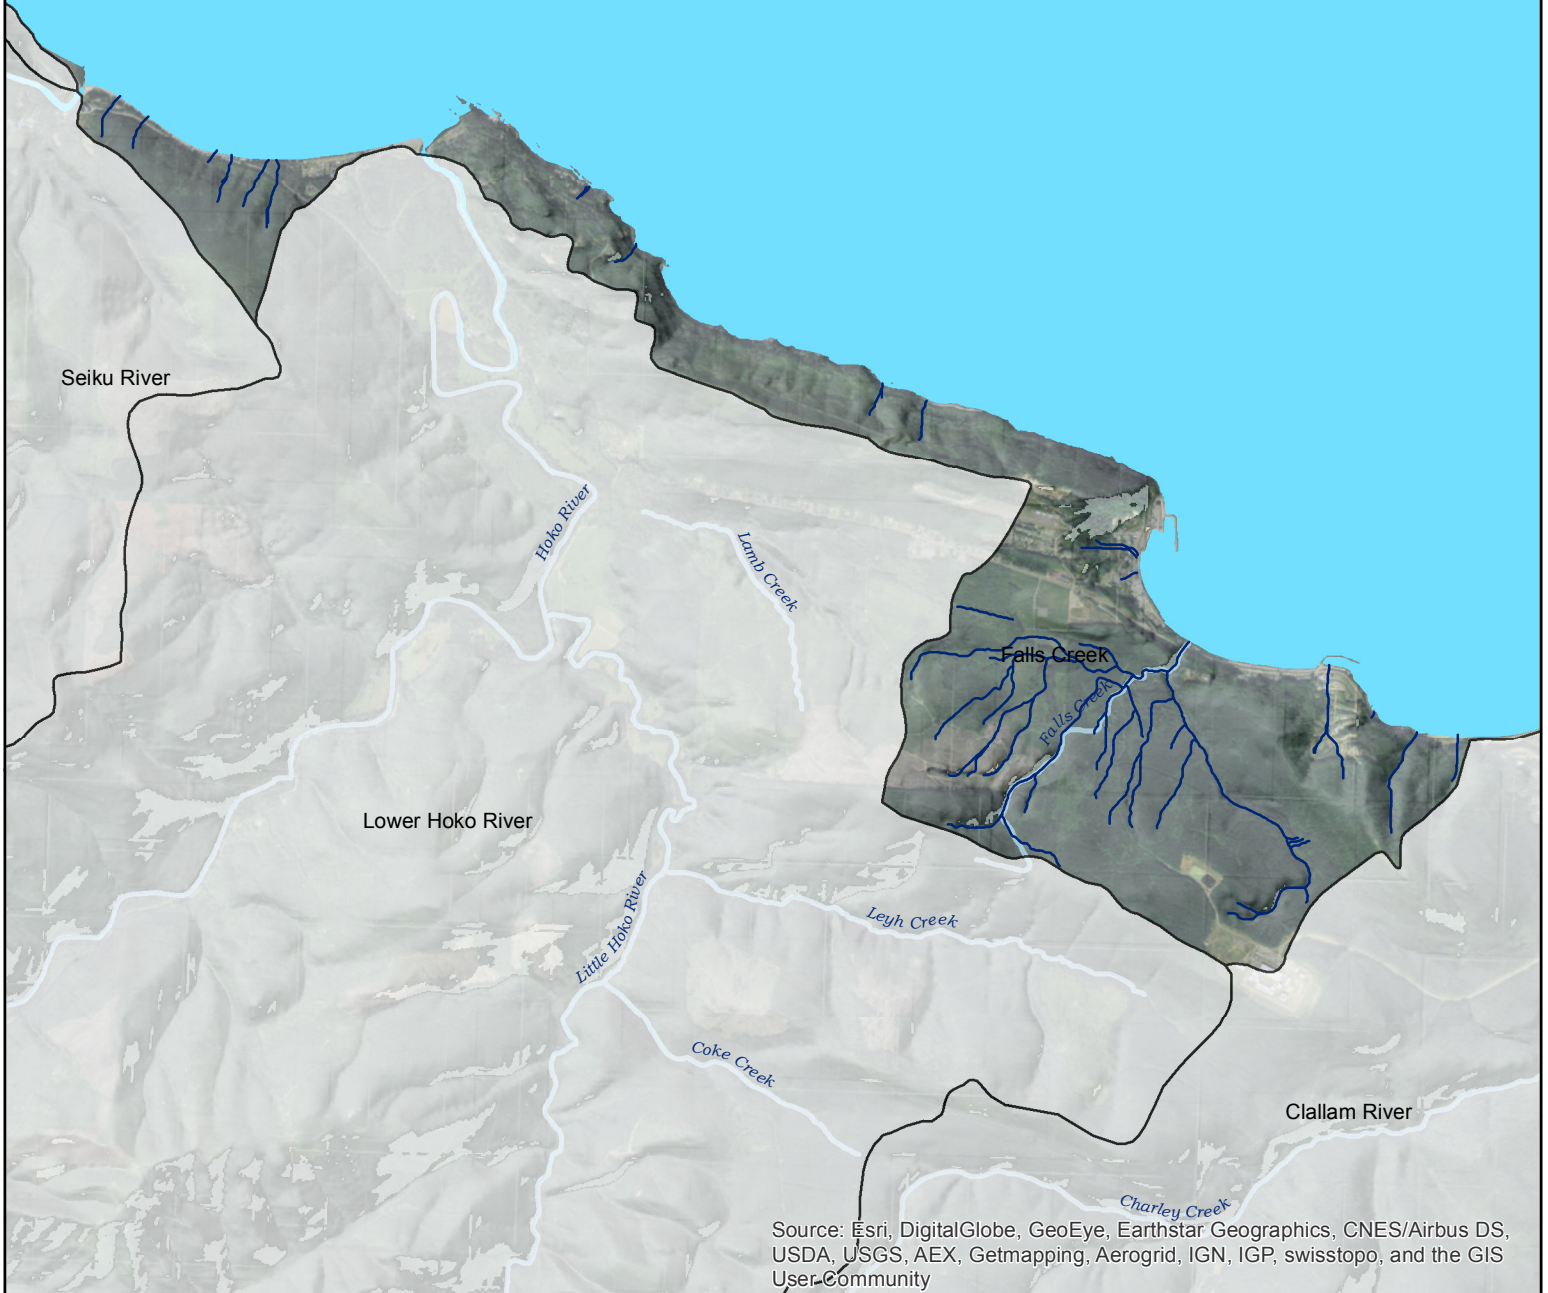 Seiku River
Hoko River
Lamb Creek
Falls Creek
Falls Creek
Lower Hoko River
Little Hoko River
Leyh Creek
Coke Creek
Clallam River
Charley Creek
Source: Esri, DigitalGlobe, GeoEye, Earthstar Geographics, CNES/Airbus DS,
USDA, USGS, AEX, Getmapping, Aerogrid, IGN, IGP, swisstopo, and the GIS
User Community